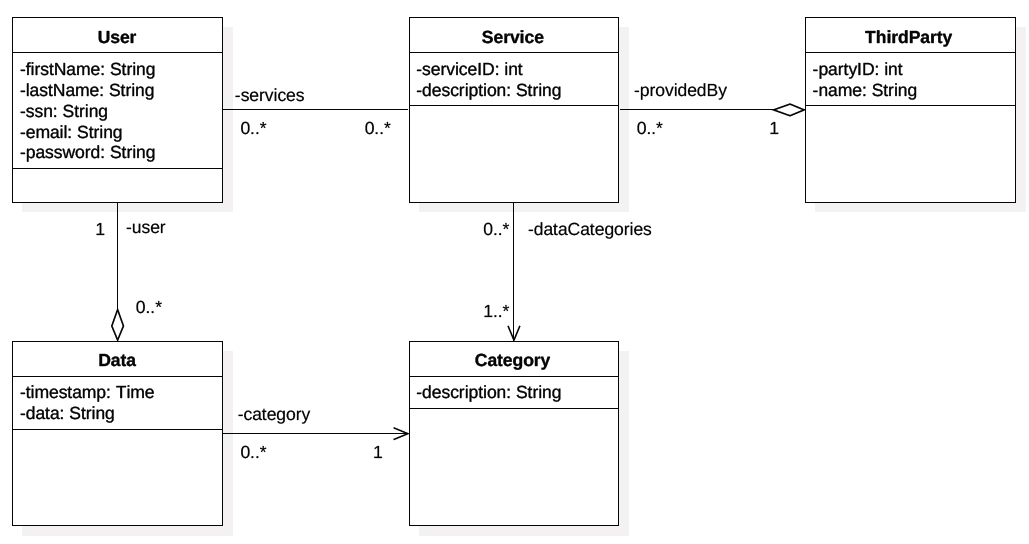 User
-firstName: String
-lastName: String
-ssn: String
-email: String
-password: String
-services
0..*
0..*
Service
-serviceID: int
-description: String
-providedBy
0..*
1
ThirdParty
-partyID: int
-name: String
1
-user
0..*
0..*
-dataCategories
1..*
Data
-timestamp: Time
-data: String
-category
0..*
1
Category
-description: String